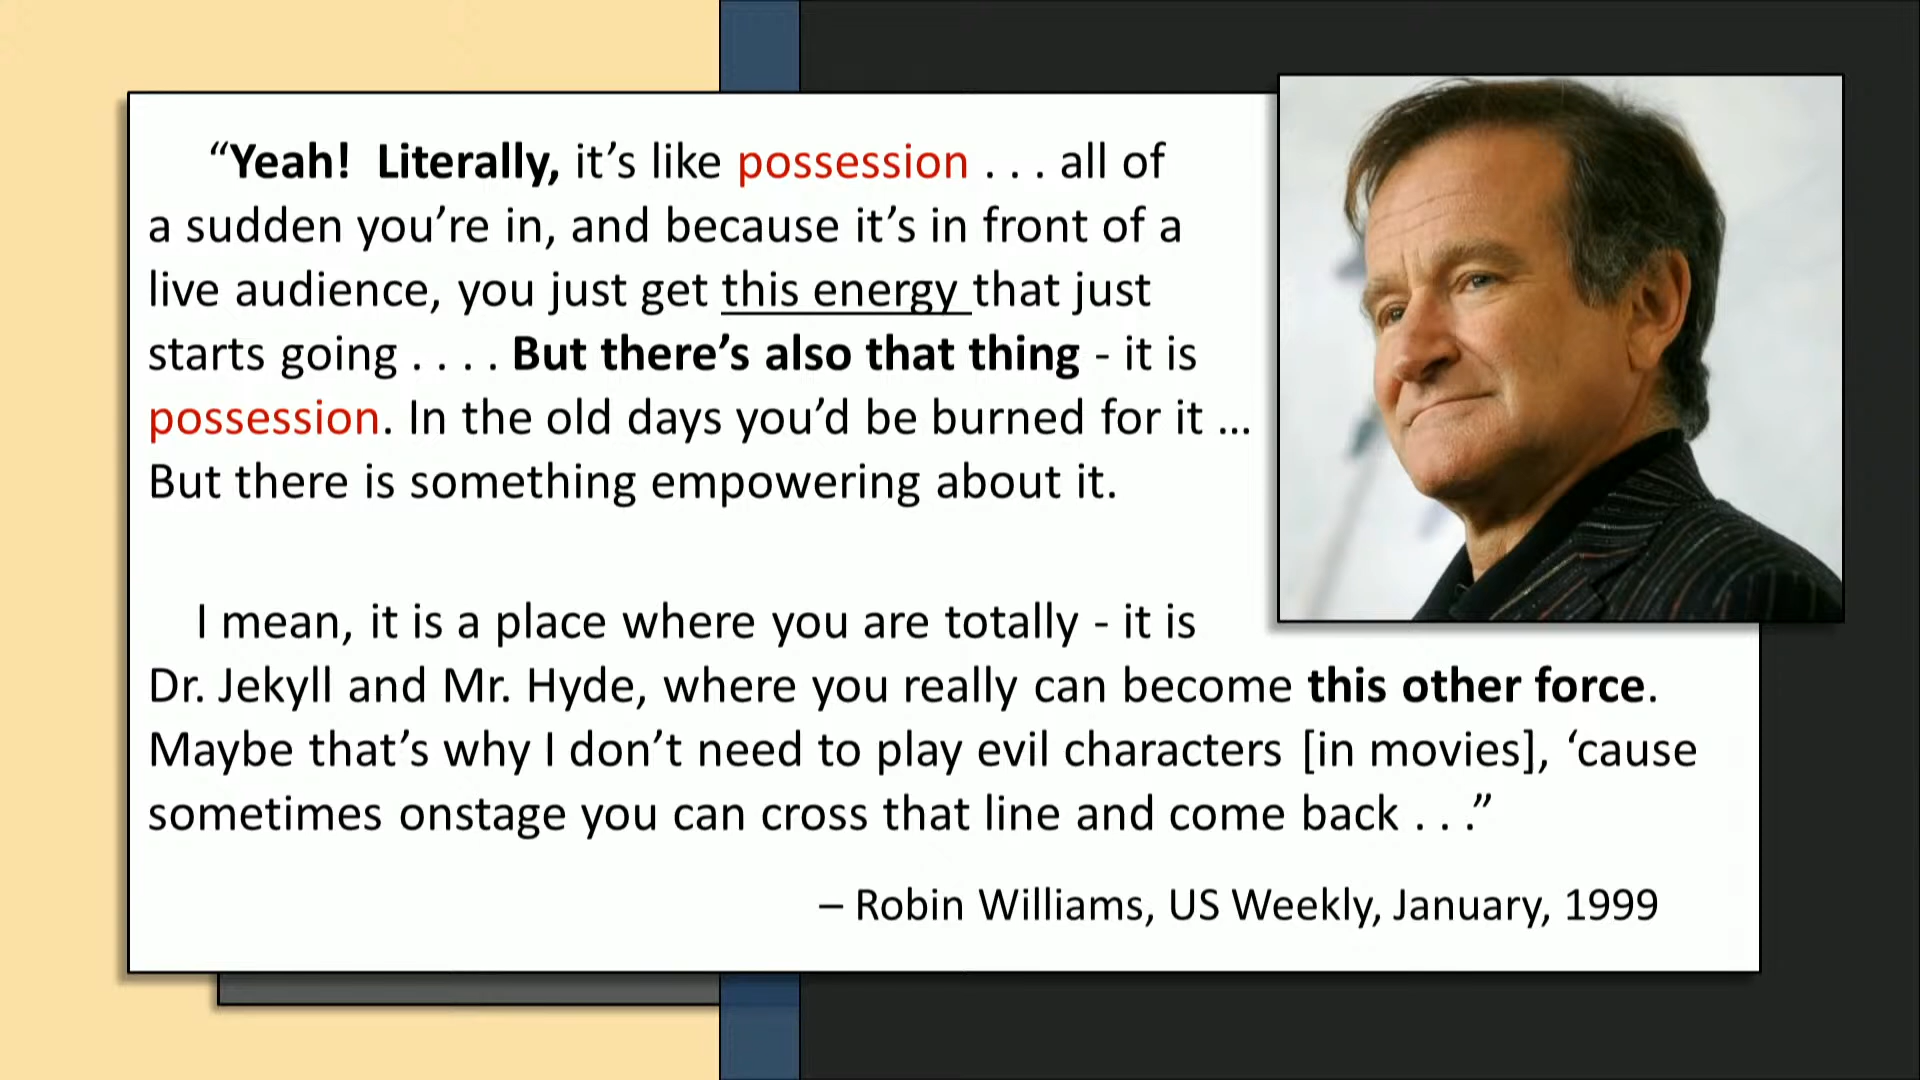 “Yeah!  Literally, it’s like possession . . . all of
a sudden you’re in, and because it’s in front of a
live audience, you just get this energy that just
starts going . . . . But there’s also that thing - it is
possession. In the old days you’d be burned for it ...
But there is something empowering about it.
I mean, it is a place where you are totally - it is
Dr. Jekyll and Mr. Hyde, where you really can become this other force.
Maybe that’s why I don’t need to play evil characters [in movies], ‘cause
sometimes onstage you can cross that line and come back . . .”
– Robin Williams, US Weekly, January, 1999